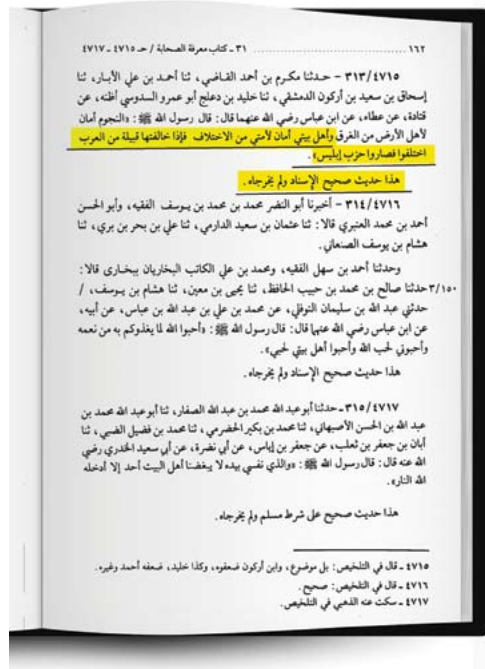 ١٦٢ ........................ ٣١ ـ كتاب معرفة الصحابة / حـ ٤٧١٥ ـ ٤٧١٧
٣١٣/٤٧١٥ ـ حـدثنا مكـرم بن أحمد القـاضي، ثنا أحمـد بن علي الأبـار، ثنا
إسحاق بن سعيد بن أركون الدمشقي، ثنا خليد بن دعلج أبو عمرو السدوسي أظنه، عن
قتادة، عن عطاء، عن ابن عباس رضي الله عنهما قال: قال رسول الله ﷺ: «النجوم أمان
لأهل الأرض من الغرق وأهل بيتي أمان لأمتي من الاختلاف فإذا خالفتها قبيلة من العرب
اختلفوا فصاروا حزب إبليس».
هذا حديث صحيح الإسناد ولم يخرجاه.
٣١٤/٤٧١٦ ـ أخبرنا أبو النضر محمد بن محمد بن يـوسف الفقيه، وأبو الحسن
أحمد بن محمد العنبري قالا: ثنا عثمان بن سعيد الدارمي، ثنا علي بن بحر بن بري، ثنا
هشام بن يوسف الصنعاني.
وحدثنا أحمد بن سهل الفقيه، ومحمد بن علي الكاتب البخاريان ببخارى قالا:
٣/١٥٠ حدثنا صالح بن محمد بن حبيب الحافظ، ثنا يحيى بن معين، ثنا هشام بن يـوسف، /
حدثني عبد الله بن سليمان النوفلي، عن محمد بن علي بن عبد الله بن عباس، عن أبيه،
عن ابن عباس رضي الله عنهما قال: قال رسول الله ﷺ: «أحبوا الله لما يغذوكم به من نعمه
وأحبوني لحب الله وأحبوا أهل بيتي لحبي».
هذا حديث صحيح الإسناد ولم يخرجاه.
٣١٥/٤٧١٧ ـ حدثنا أبو عبد الله محمد بن عبد الله الصفار، ثنا أبو عبد الله محمد بن
عبد الله بن الحسن الأصبهاني، ثنا محمد بن بكير الحضرمي، ثنا محمد بن فضيل الضبي، ثنا
أبان بن جعفر بن ثعلب، عن جعفر بن إياس، عن أبي نضرة، عن أبي سعيد الخدري رضي
الله عنه قال: قال رسول الله ﷺ: «والذي نفسي بيده لا يبغضنا أهل البيت أحد إلا أدخله
الله النار».
هذا حديث صحيح على شرط مسلم ولم يخرجاه.
٤٧١٥ ـ قال في التلخيص: بل موضوع، وابن أركون ضعفوه، وكذا خليد، ضعفه أحمد وغيره.
٤٧١٦ ـ قال في التلخيص: صحيح.
٤٧١٧ ـ سكت عنه الذهبي في التلخيص.